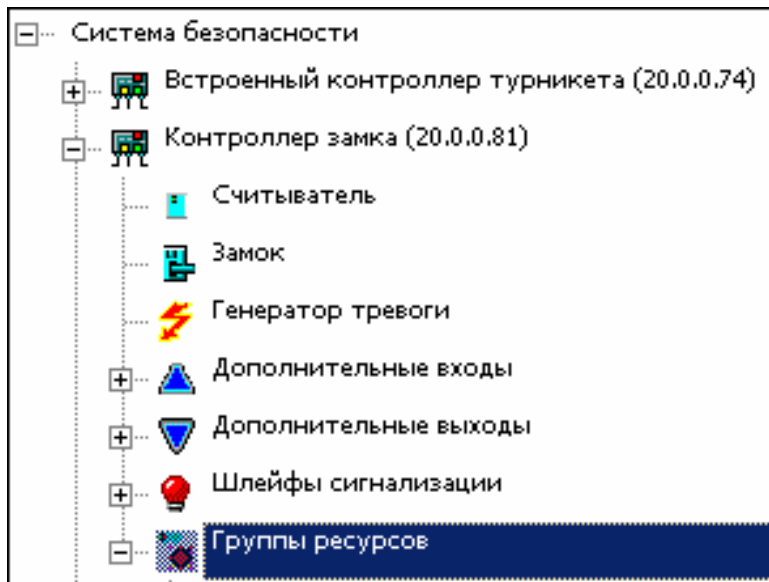 Система безопасности
Встроенный контроллер турникета (20.0.0.74)
Контроллер замка (20.0.0.81)
Считыватель
Замок
Генератор тревоги
Дополнительные входы
Дополнительные выходы
Шлейфы сигнализации
Группы ресурсов